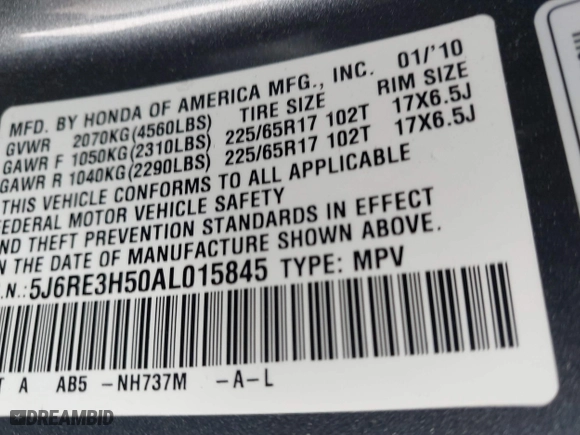 MFD. BY HONDA OF AMERICA MFG., INC. 01/'10
GVWR 2070KG(4560LBS) TIRE SIZE RIM SIZE
GAWR F 1050KG(2310LBS) 225/65R17 102T 17X6.5J
GAWR R 1040KG(2290LBS) 225/65R17 102T 17X6.5J
THIS VEHICLE CONFORMS TO ALL APPLICABLE
FEDERAL MOTOR VEHICLE SAFETY
AND THEFT PREVENTION STANDARDS IN EFFECT
ON THE DATE OF MANUFACTURE SHOWN ABOVE.
.N.:5J6RE3H50AL015845 TYPE: MPV
T A AB5 -NH737M -A-L
DREAMBID